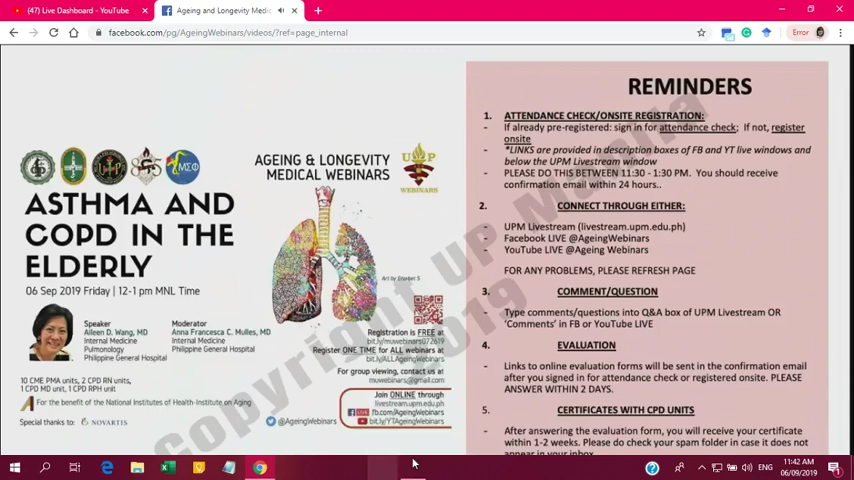 (47) Live Dashboard - YouTube
Ageing and Longevity Medic
facebook.com/pg/AgeingWebinars/videos/?ref=page_internal
Error
AGEING & LONGEVITY
MEDICAL WEBINARS
UP
WEBINARS
ASTHMA AND
COPD IN THE
ELDERLY
06 Sep 2019 Friday | 12-1 pm MNL Time
Art by Elizabet S
Speaker
Aileen D. Wang, MD
Internal Medicine
Pulmonology
Philippine General Hospital
Moderator
Anna Francesca C. Mulles, MD
Internal Medicine
Philippine General Hospital
Registration is FREE at
bit.ly/muwebinars072619
Register ONE TIME for ALL webinars at
bit.ly/ALLAgeingWebinars
For group viewing, contact us at
muwebinars@gmail.com
10 CME PMA units, 2 CPD RN units,
1 CPD MD unit, 1 CPD RPH unit
For the benefit of the National Institutes of Health-Institute on Aging
Special thanks to:
NOVARTIS
@AgeingWebinars
Join ONLINE through
livestream.upm.edu.ph
LIVE fb.com/AgeingWebinars
bit.ly/YTAgeingWebinars
REMINDERS
1. ATTENDANCE CHECK/ONSITE REGISTRATION:
- If already pre-registered: sign in for attendance check; If not, register
onsite
- *LINKS are provided in description boxes of FB and YT live windows and
below the UPM Livestream window
- PLEASE DO THIS BETWEEN 11:30 - 1:30 PM. You should receive
confirmation email within 24 hours..
2. CONNECT THROUGH EITHER:
- UPM Livestream (livestream.upm.edu.ph)
- Facebook LIVE @AgeingWebinars
- YouTube LIVE @Ageing Webinars
FOR ANY PROBLEMS, PLEASE REFRESH PAGE
3. COMMENT/QUESTION
- Type comments/questions into Q&A box of UPM Livestream OR
'Comments' in FB or YouTube LIVE
4. EVALUATION
- Links to online evaluation forms will be sent in the confirmation email
after you signed in for attendance check or registered onsite. PLEASE
ANSWER WITHIN 2 DAYS.
5. CERTIFICATES WITH CPD UNITS
- After answering the evaluation form, you will receive your certificate
within 1-2 weeks. Please do check your spam folder in case it does not
appear in your inbox.
Copyright UP Manila
2019
ENG
11:42 AM
06/09/2019